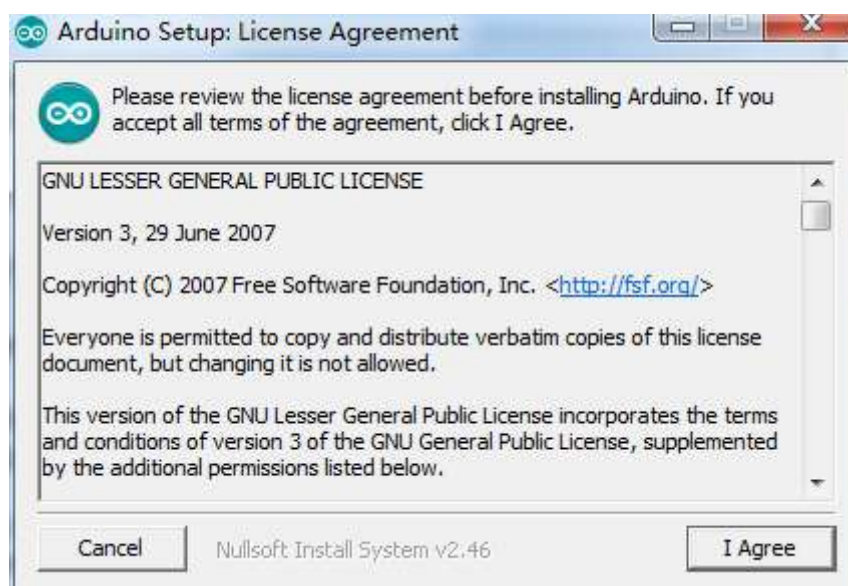 Arduino Setup: License Agreement
Please review the license agreement before installing Arduino. If you
accept all terms of the agreement, click I Agree.
GNU LESSER GENERAL PUBLIC LICENSE
Version 3, 29 June 2007
Copyright (C) 2007 Free Software Foundation, Inc. <http://fsf.org/>
Everyone is permitted to copy and distribute verbatim copies of this license
document, but changing it is not allowed.
This version of the GNU Lesser General Public License incorporates the terms
and conditions of version 3 of the GNU General Public License, supplemented
by the additional permissions listed below.
Cancel Nullsoft Install System v2.46 I Agree